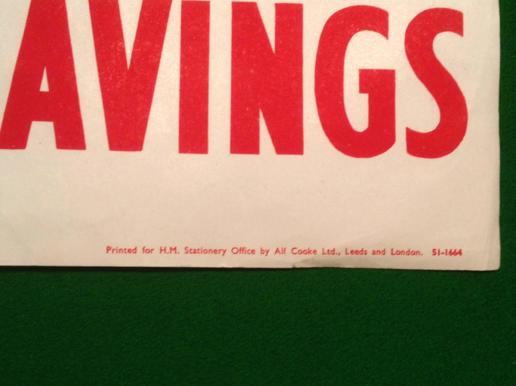 AVINGS
Printed for H.M. Stationery Office by Alf Cooke Ltd., Leeds and London. 51-1664